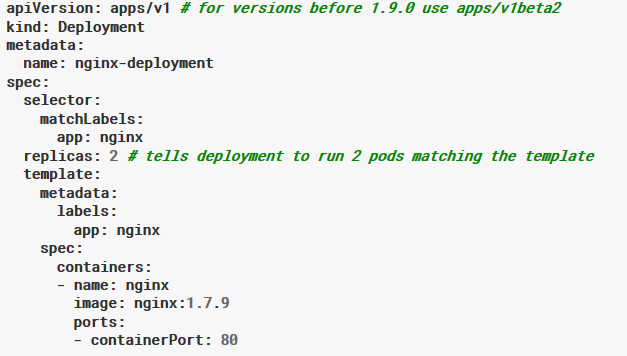 apiVersion: apps/v1 # for versions before 1.9.0 use apps/v1beta2
kind: Deployment
metadata:
  name: nginx-deployment
spec:
  selector:
    matchLabels:
      app: nginx
  replicas: 2 # tells deployment to run 2 pods matching the template
  template:
    metadata:
      labels:
        app: nginx
    spec:
      containers:
      - name: nginx
        image: nginx:1.7.9
        ports:
        - containerPort: 80